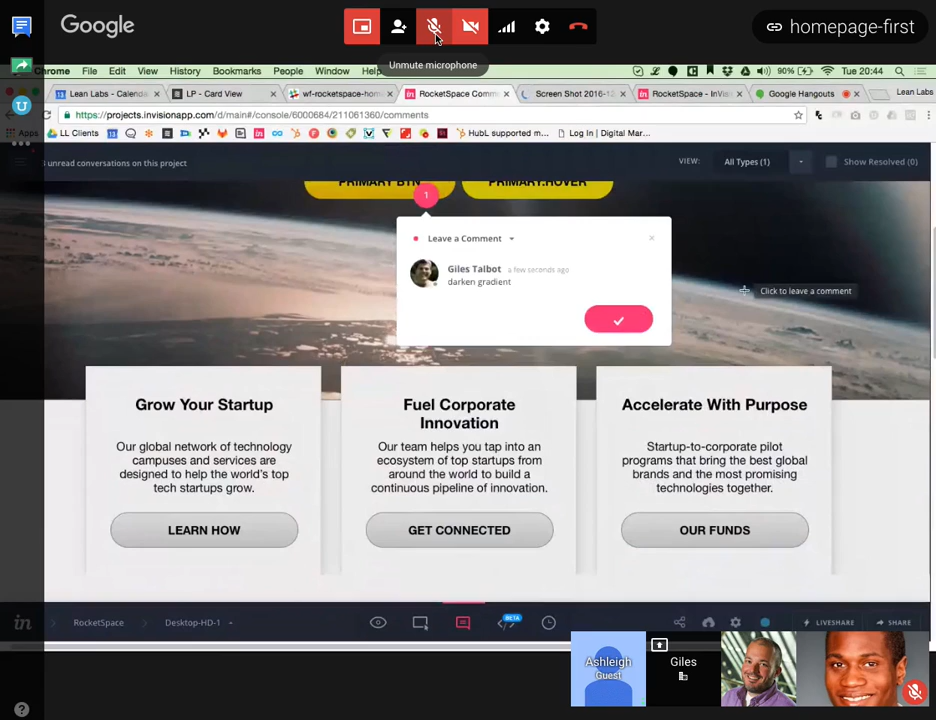 Google
homepage-first
Unmute microphone
Chrome File Edit View History Bookmarks People Window Help 90% Tue 20:44
Lean Labs - Calenda LP - Card View wf-rocketspace-hom RocketSpace Comm Screen Shot 2016-12 RocketSpace - InVis Google Hangouts Lean Labs
https://projects.invisionapp.com/d/main#/console/6000684/211061360/comments
Apps LL Clients HubL supported m... Log In | Digital Mar...
unread conversations on this project VIEW: All Types (1) Show Resolved (0)
PRIMARY BTN PRIMARY:HOVER
1
Leave a Comment
Giles Talbot a few seconds ago
darken gradient
Click to leave a comment
Grow Your Startup
Our global network of technology
campuses and services are
designed to help the world's top
tech startups grow.
LEARN HOW
Fuel Corporate
Innovation
Our team helps you tap into an
ecosystem of top startups from
around the world to build a
continuous pipeline of innovation.
GET CONNECTED
Accelerate With Purpose
Startup-to-corporate pilot
programs that bring the best global
brands and the most promising
technologies together.
OUR FUNDS
in RocketSpace Desktop-HD-1 BETA LIVESHARE SHARE
Ashleigh
Guest
Giles